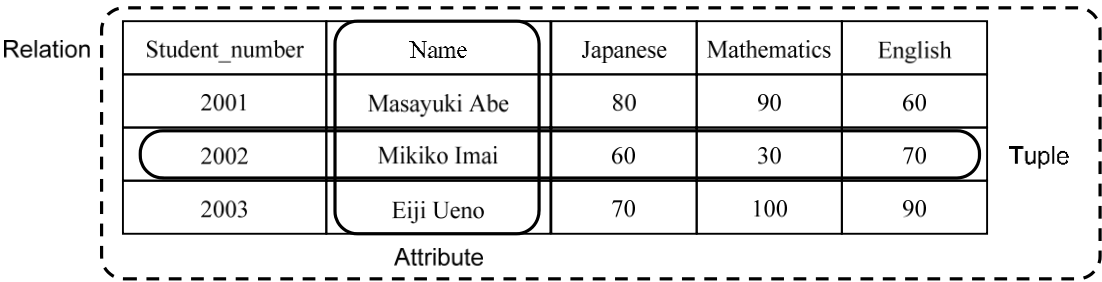 Relation
Student_number Name Japanese Mathematics English
2001 Masayuki Abe 80 90 60
2002 Mikiko Imai 60 30 70
Tuple
2003 Eiji Ueno 70 100 90
Attribute